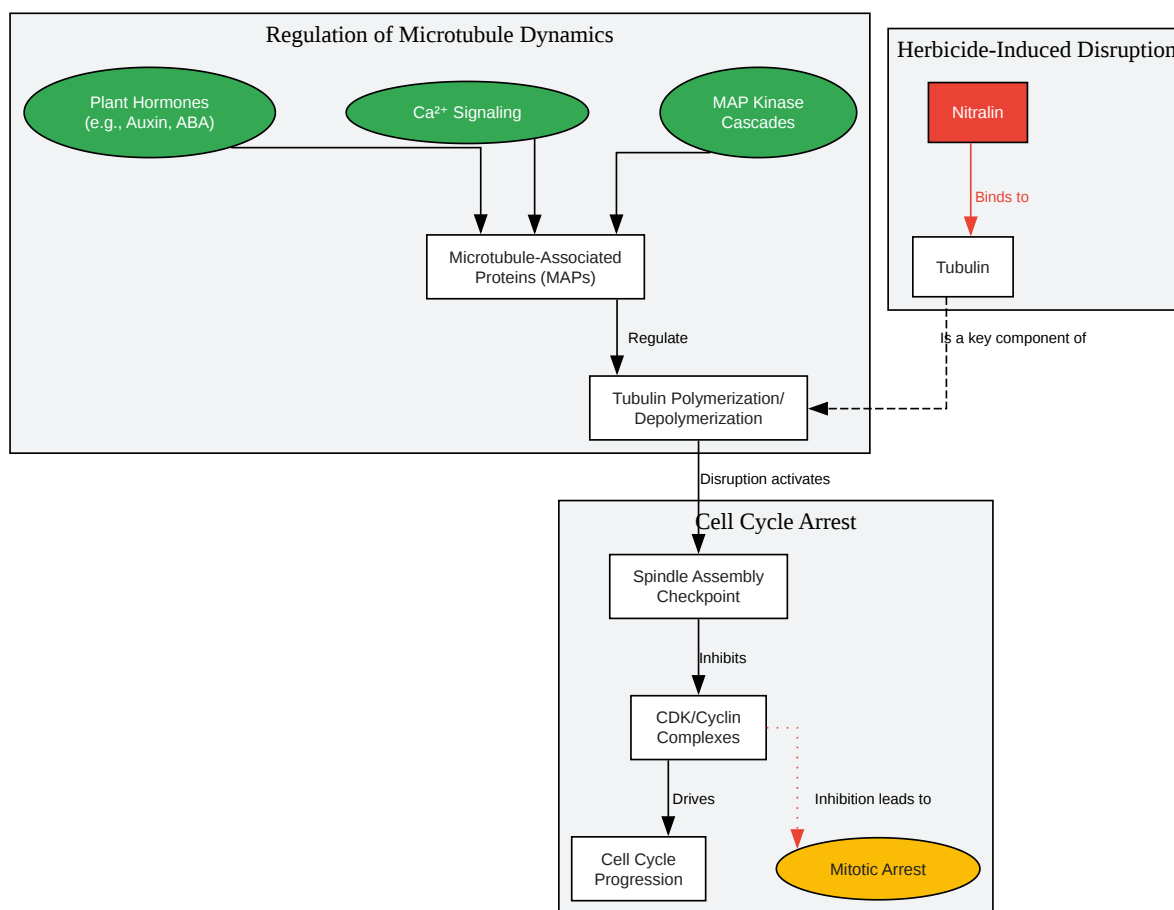 Regulation of Microtubule Dynamics
Plant Hormones
(e.g., Auxin, ABA)
Ca²⁺ Signaling
MAP Kinase
Cascades
Microtubule-Associated
Proteins (MAPs)
Regulate
Tubulin Polymerization/
Depolymerization
Herbicide-Induced Disruption
Nitralin
Binds to
Tubulin
Is a key component of
Disruption activates
Cell Cycle Arrest
Spindle Assembly
Checkpoint
Inhibits
CDK/Cyclin
Complexes
Drives
Inhibition leads to
Cell Cycle
Progression
Mitotic Arrest